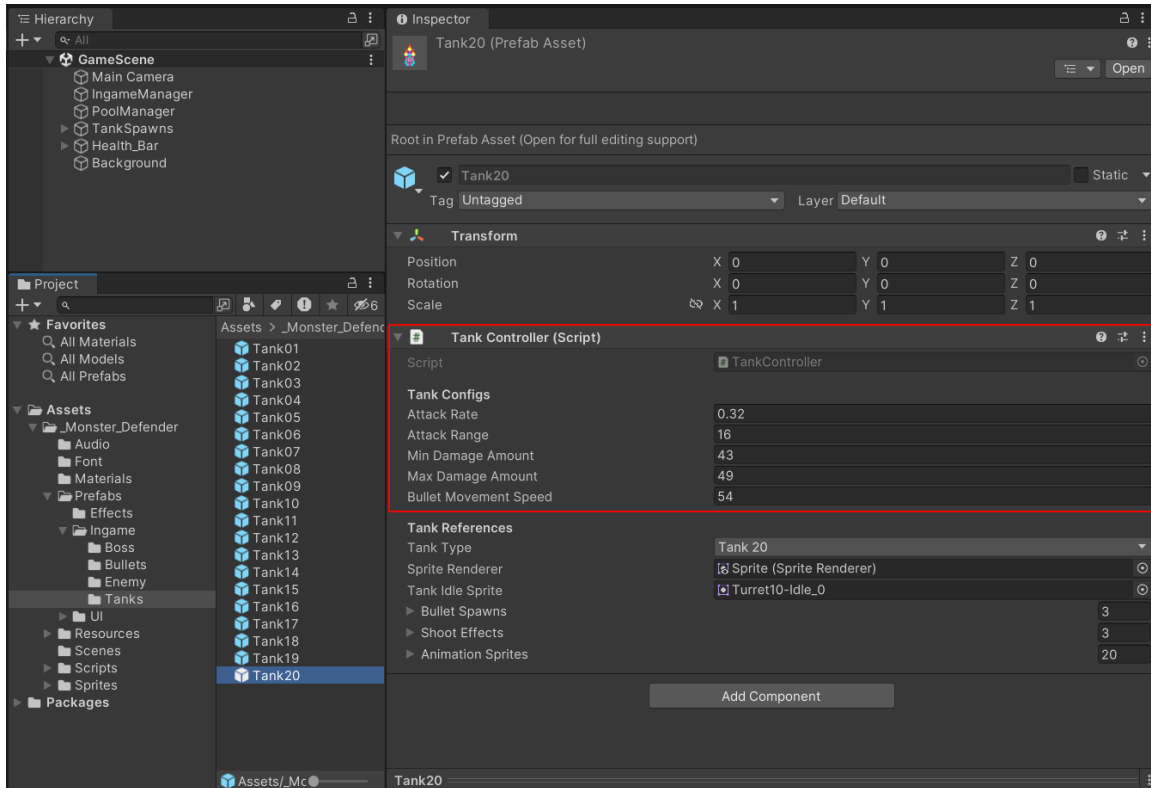 Hierarchy
All
GameScene
Main Camera
IngameManager
PoolManager
TankSpawns
Health_Bar
Background
Project
6
Favorites
All Materials
All Models
All Prefabs
Assets
_Monster_Defender
Audio
Font
Materials
Prefabs
Effects
Ingame
Boss
Bullets
Enemy
Tanks
UI
Resources
Scenes
Scripts
Sprites
Packages
Assets > _Monster_Defenc
Tank01
Tank02
Tank03
Tank04
Tank05
Tank06
Tank07
Tank08
Tank09
Tank10
Tank11
Tank12
Tank13
Tank14
Tank15
Tank16
Tank17
Tank18
Tank19
Tank20
Assets/_Mc
Inspector
Tank20 (Prefab Asset)
Open
Root in Prefab Asset (Open for full editing support)
Tank20 Static
Tag Untagged Layer Default
Transform
Position X 0 Y 0 Z 0
Rotation X 0 Y 0 Z 0
Scale X 1 Y 1 Z 1
# Tank Controller (Script)
Script # TankController
Tank Configs
Attack Rate 0.32
Attack Range 16
Min Damage Amount 43
Max Damage Amount 49
Bullet Movement Speed 54
Tank References
Tank Type Tank 20
Sprite Renderer Sprite (Sprite Renderer)
Tank Idle Sprite Turret10-Idle_0
Bullet Spawns 3
Shoot Effects 3
Animation Sprites 20
Add Component
Tank20